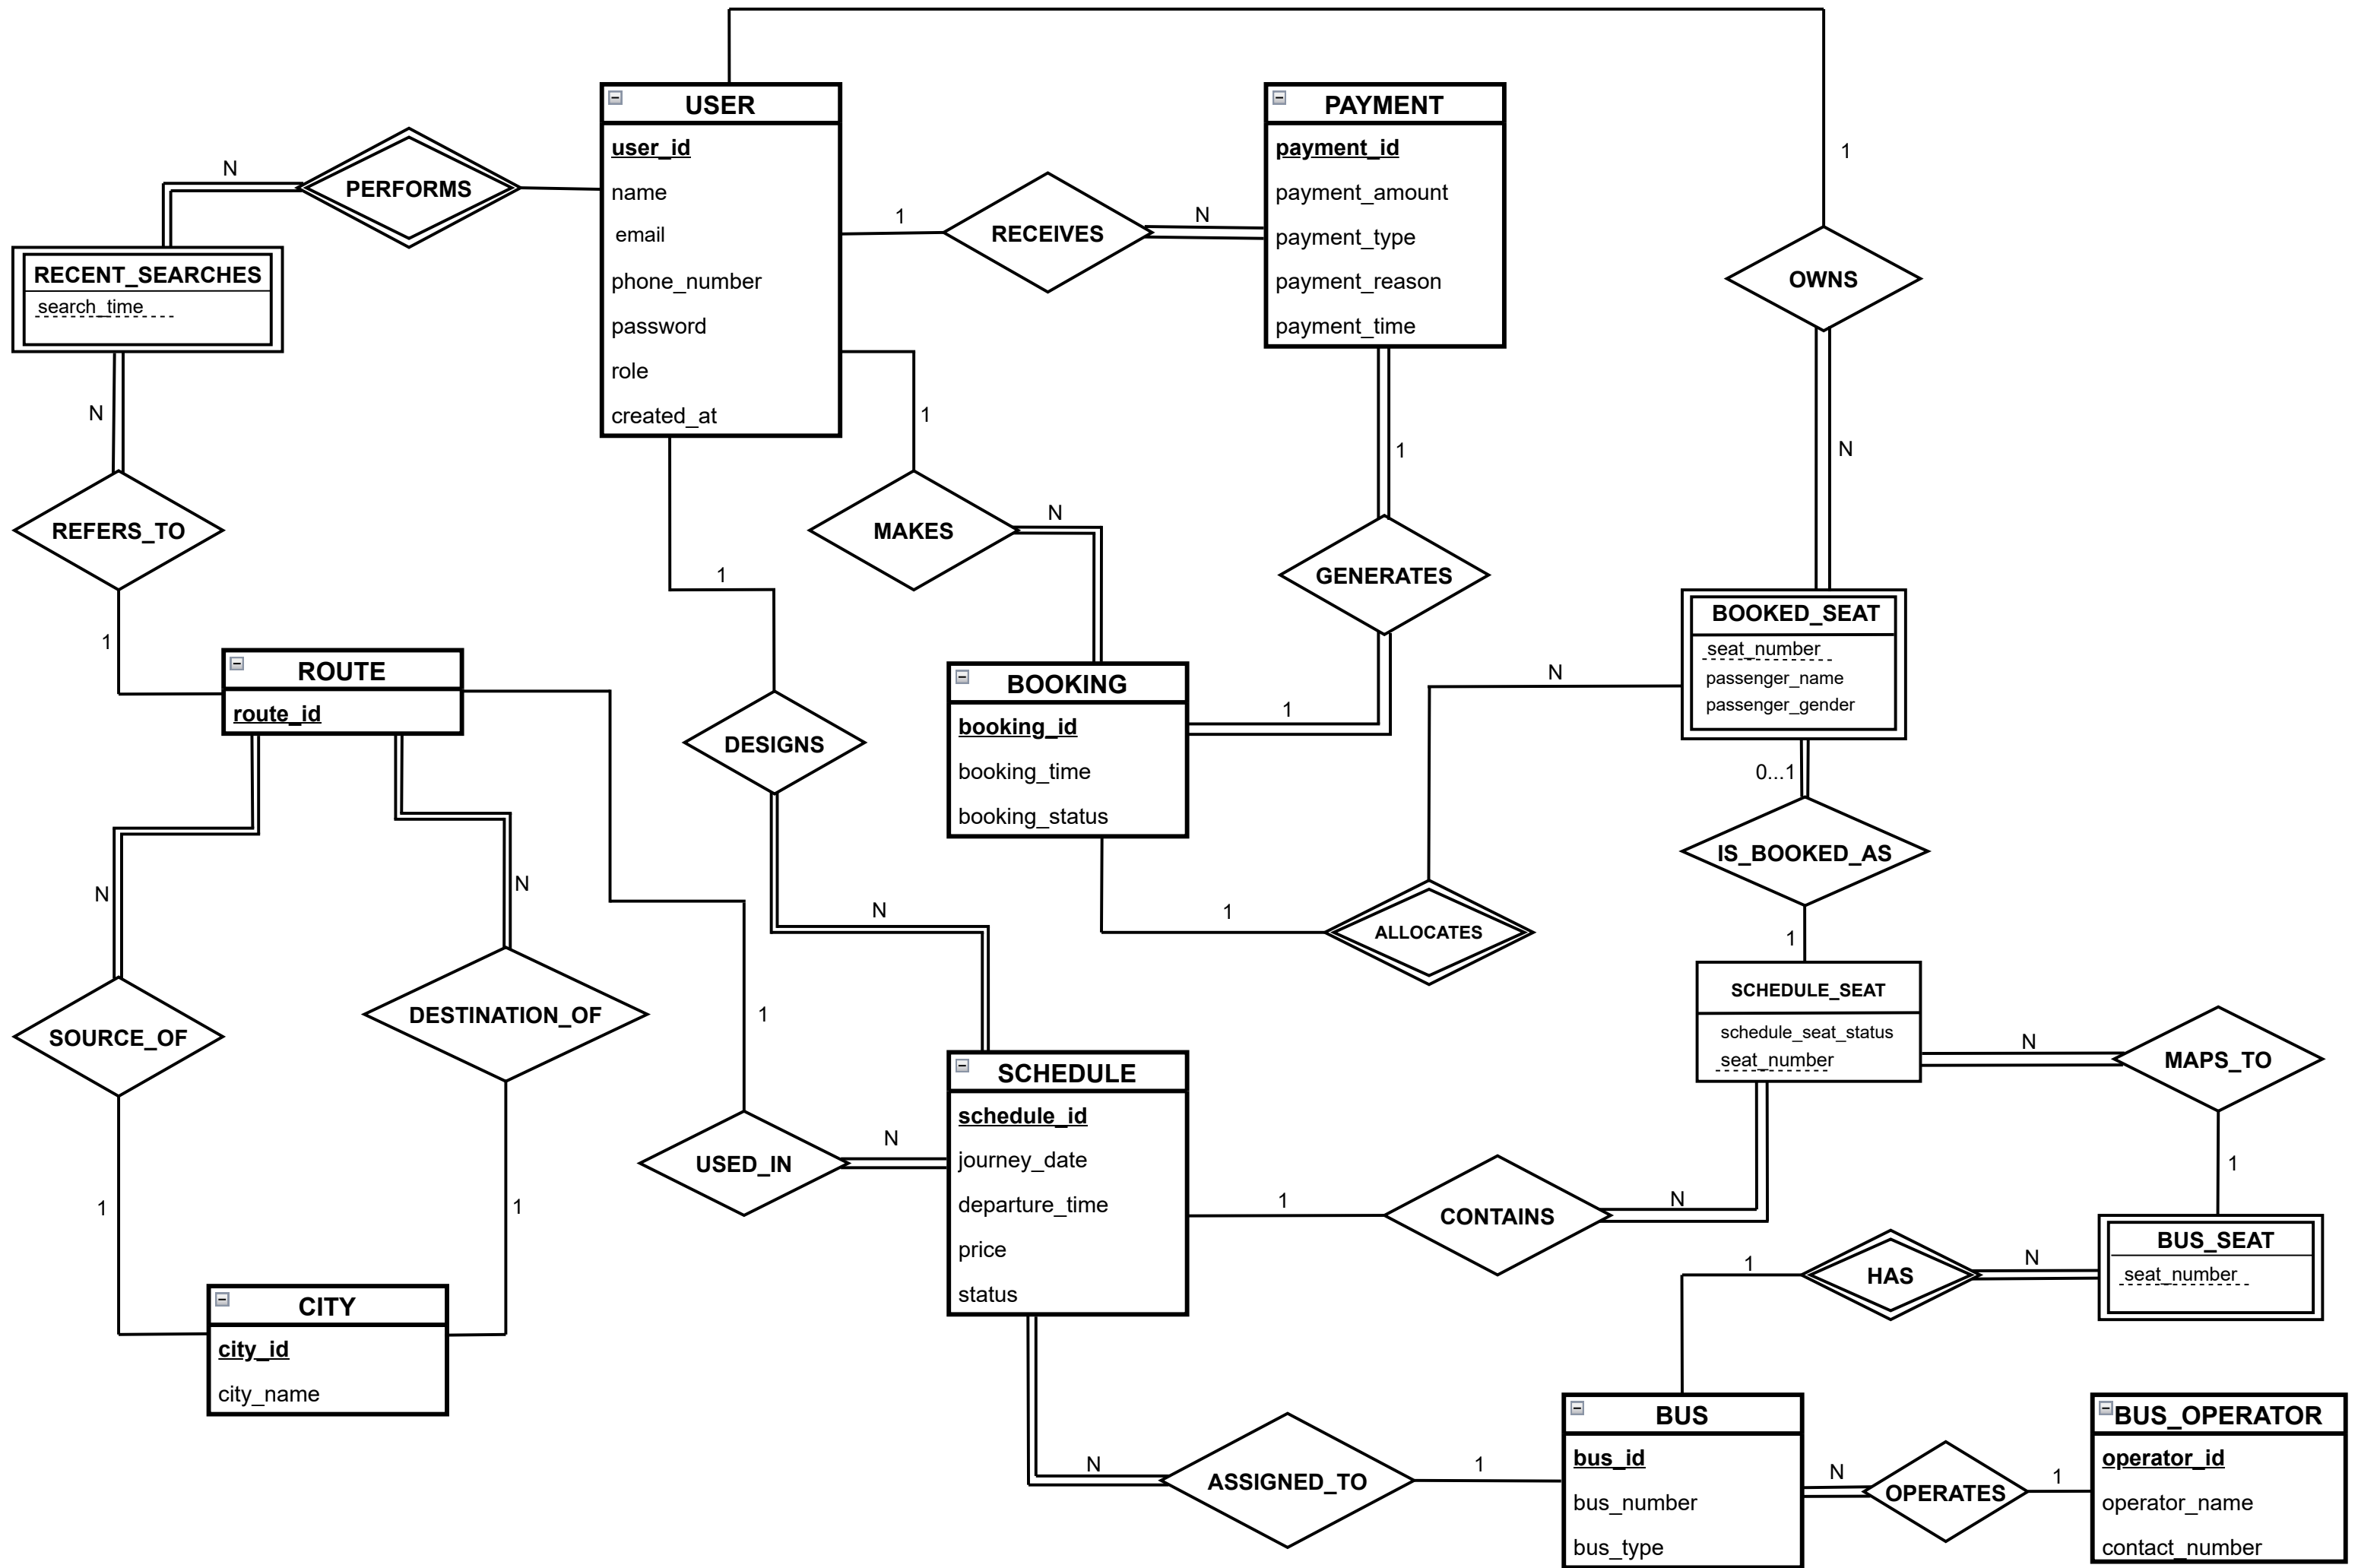 USER
user_id
name
email
phone_number
password
role
created_at
PAYMENT
payment_id
payment_amount
payment_type
payment_reason
payment_time
1
N
PERFORMS
1
RECEIVES
N
OWNS
RECENT_SEARCHES
search_time
N
1
1
N
REFERS_TO
MAKES
N
GENERATES
1
BOOKED_SEAT
seat_number
passenger_name
passenger_gender
1
ROUTE
route_id
DESIGNS
BOOKING
booking_id
booking_time
booking_status
1
N
0...1
IS_BOOKED_AS
N
N
N
1
ALLOCATES
1
SCHEDULE_SEAT
schedule_seat_status
seat_number
N
MAPS_TO
SOURCE_OF
DESTINATION_OF
1
SCHEDULE
schedule_id
journey_date
departure_time
price
status
USED_IN
N
1
CONTAINS
N
1
1
1
BUS_SEAT
seat_number
1
HAS
N
CITY
city_id
city_name
N
ASSIGNED_TO
1
BUS
bus_id
bus_number
bus_type
N
OPERATES
1
BUS_OPERATOR
operator_id
operator_name
contact_number